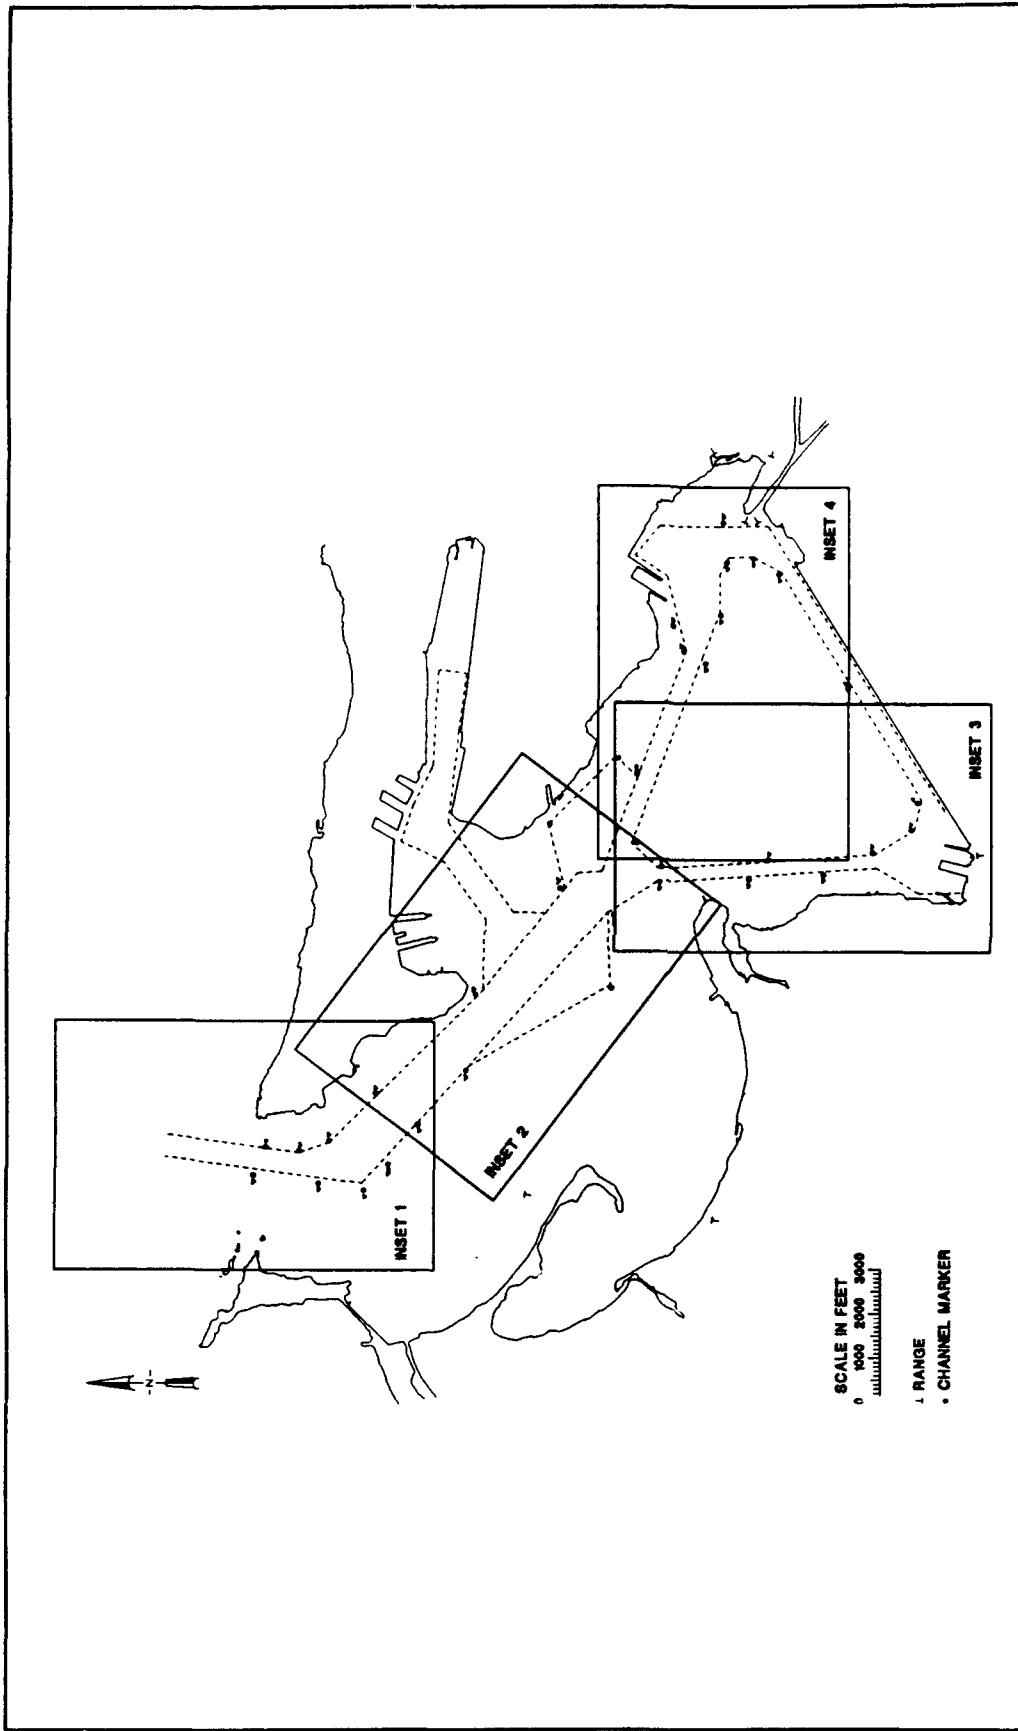 -N-
INSET 1
INSET 2
INSET 3
INSET 4
SCALE IN FEET
0 1000 2000 3000
⊥ RANGE
• CHANNEL MARKER